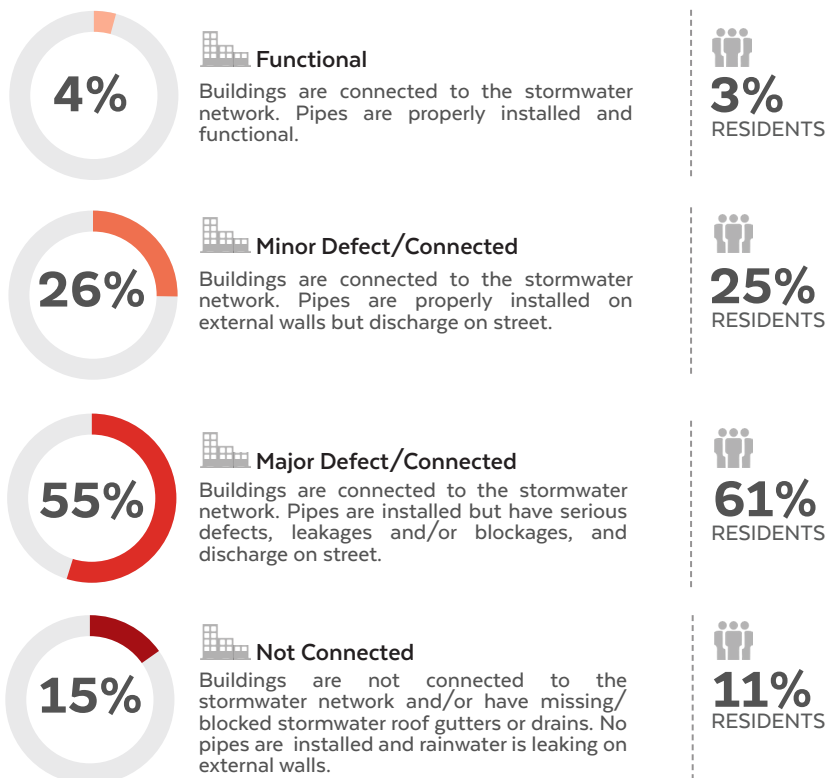 4%
Functional
Buildings are connected to the stormwater
network. Pipes are properly installed and
functional.
3%
RESIDENTS
26%
Minor Defect/Connected
Buildings are connected to the stormwater
network. Pipes are properly installed on
external walls but discharge on street.
25%
RESIDENTS
55%
Major Defect/Connected
Buildings are connected to the stormwater
network. Pipes are installed but have serious
defects, leakages and/or blockages, and
discharge on street.
61%
RESIDENTS
15%
Not Connected
Buildings are not connected to the
stormwater network and/or have missing/
blocked stormwater roof gutters or drains. No
pipes are installed and rainwater is leaking on
external walls.
11%
RESIDENTS